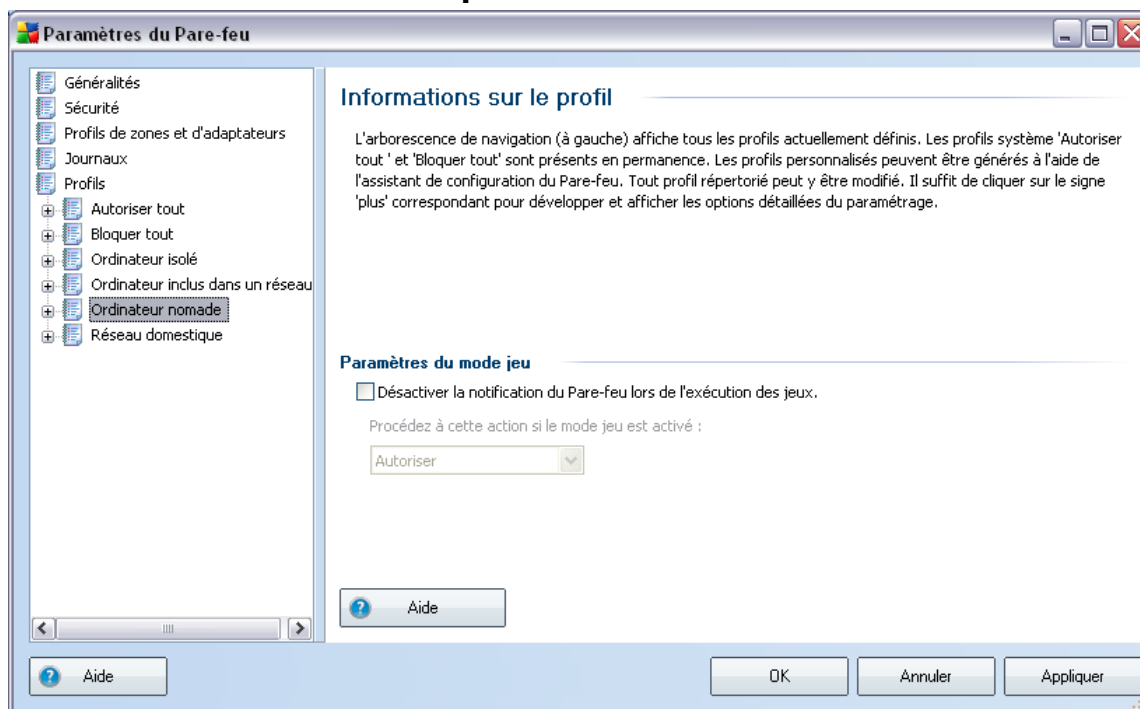 Paramètres du Pare-feu
Généralités
Sécurité
Profils de zones et d'adaptateurs
Journaux
Profils
Autoriser tout
Bloquer tout
Ordinateur isolé
Ordinateur inclus dans un réseau
Ordinateur nomade
Réseau domestique
Informations sur le profil
L'arborescence de navigation (à gauche) affiche tous les profils actuellement définis. Les profils système 'Autoriser
tout ' et 'Bloquer tout' sont présents en permanence. Les profils personnalisés peuvent être générés à l'aide de
l'assistant de configuration du Pare-feu. Tout profil répertorié peut y être modifié. Il suffit de cliquer sur le signe
'plus' correspondant pour développer et afficher les options détaillées du paramétrage.
Paramètres du mode jeu
Désactiver la notification du Pare-feu lors de l'exécution des jeux.
Procédez à cette action si le mode jeu est activé :
Autoriser
Aide
Aide
OK
Annuler
Appliquer